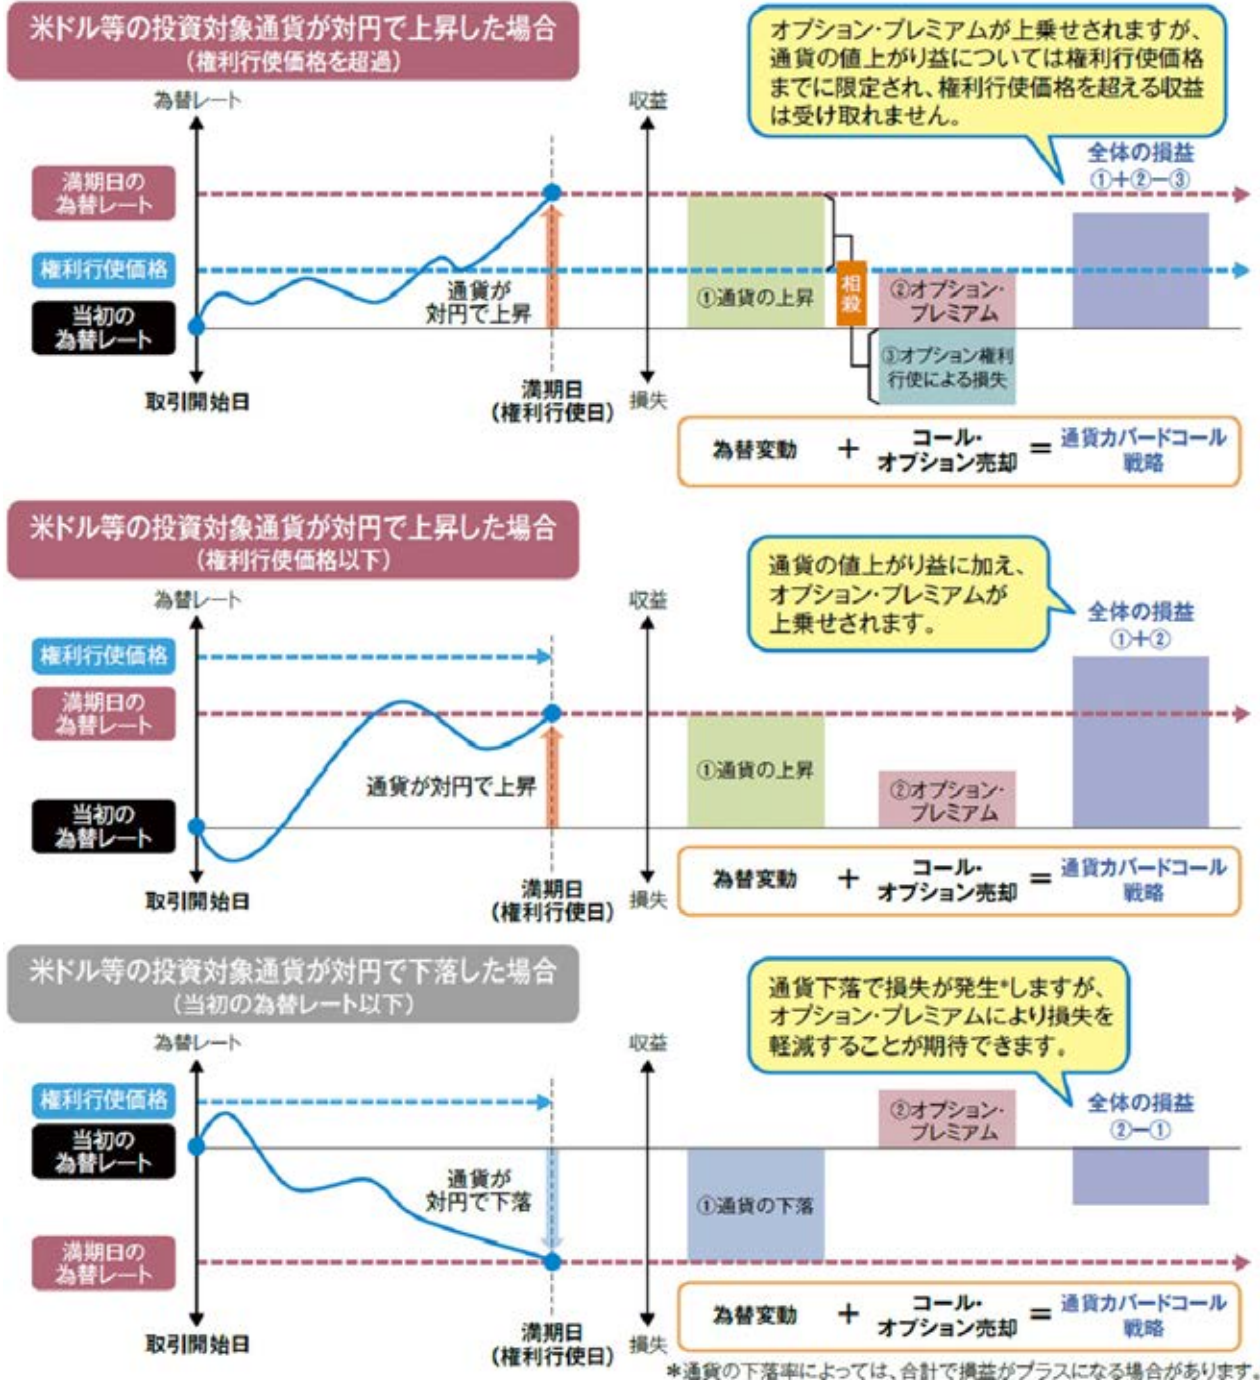 米ドル等の投資対象通貨が対円で上昇した場合
(権利行使価格を超過)
オプション・プレミアムが上乗せされますが、
通貨の値上がり益については権利行使価格
までに限定され、権利行使価格を超える収益
は受け取れません。
為替レート
収益
全体の損益
①+②-③
満期日の
為替レート
権利行使価格
当初の
為替レート
通貨が
対円で上昇
①通貨の上昇
相殺
②オプション・
プレミアム
③オプション権利
行使による損失
取引開始日
満期日
(権利行使日)
損失
為替変動
+
コール・
オプション売却
=
通貨カバードコール
戦略
米ドル等の投資対象通貨が対円で上昇した場合
(権利行使価格以下)
通貨の値上がり益に加え、
オプション・プレミアムが
上乗せされます。
為替レート
収益
全体の損益
①+②
権利行使価格
満期日の
為替レート
当初の
為替レート
通貨が対円で上昇
①通貨の上昇
②オプション・
プレミアム
取引開始日
満期日
(権利行使日)
損失
為替変動
+
コール・
オプション売却
=
通貨カバードコール
戦略
米ドル等の投資対象通貨が対円で下落した場合
(当初の為替レート以下)
通貨下落で損失が発生*しますが、
オプション・プレミアムにより損失を
軽減することが期待できます。
為替レート
収益
全体の損益
②-①
権利行使価格
当初の
為替レート
満期日の
為替レート
通貨が
対円で下落
①通貨の下落
②オプション・
プレミアム
取引開始日
満期日
(権利行使日)
損失
為替変動
+
コール・
オプション売却
=
通貨カバードコール
戦略
*通貨の下落率によっては、合計で損益がプラスになる場合があります